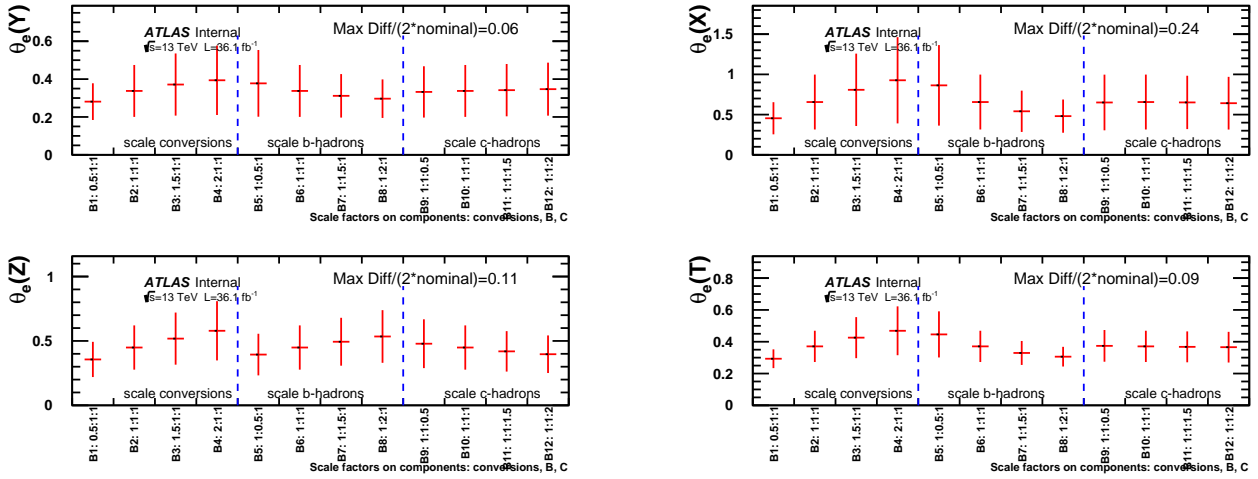 θe(Y)
ATLAS Internal
Max Diff/(2*nominal)=0.06
√s=13 TeV L=36.1 fb-1
0.6
0.4
0.2
0
scale conversions
scale b-hadrons
scale c-hadrons
B1: 0.5:1:1
B2: 1:1:1
B3: 1.5:1:1
B4: 2:1:1
B5: 1:0.5:1
B6: 1:1:1
B7: 1:1.5:1
B8: 1:2:1
B9: 1:1:0.5
B10: 1:1:1
B11: 1:1:1.5
B12: 1:1:2
Scale factors on components: conversions, B, C
θe(X)
ATLAS Internal
Max Diff/(2*nominal)=0.24
√s=13 TeV L=36.1 fb-1
1.5
1
0.5
0
scale conversions
scale b-hadrons
scale c-hadrons
B1: 0.5:1:1
B2: 1:1:1
B3: 1.5:1:1
B4: 2:1:1
B5: 1:0.5:1
B6: 1:1:1
B7: 1:1.5:1
B8: 1:2:1
B9: 1:1:0.5
B10: 1:1:1
B11: 1:1:1.5
B12: 1:1:2
Scale factors on components: conversions, B, C
θe(Z)
ATLAS Internal
Max Diff/(2*nominal)=0.11
√s=13 TeV L=36.1 fb-1
1
0.5
0
scale conversions
scale b-hadrons
scale c-hadrons
B1: 0.5:1:1
B2: 1:1:1
B3: 1.5:1:1
B4: 2:1:1
B5: 1:0.5:1
B6: 1:1:1
B7: 1:1.5:1
B8: 1:2:1
B9: 1:1:0.5
B10: 1:1:1
B11: 1:1:1.5
B12: 1:1:2
Scale factors on components: conversions, B, C
θe(T)
ATLAS Internal
Max Diff/(2*nominal)=0.09
√s=13 TeV L=36.1 fb-1
0.8
0.6
0.4
0.2
0
scale conversions
scale b-hadrons
scale c-hadrons
B1: 0.5:1:1
B2: 1:1:1
B3: 1.5:1:1
B4: 2:1:1
B5: 1:0.5:1
B6: 1:1:1
B7: 1:1.5:1
B8: 1:2:1
B9: 1:1:0.5
B10: 1:1:1
B11: 1:1:1.5
B12: 1:1:2
Scale factors on components: conversions, B, C